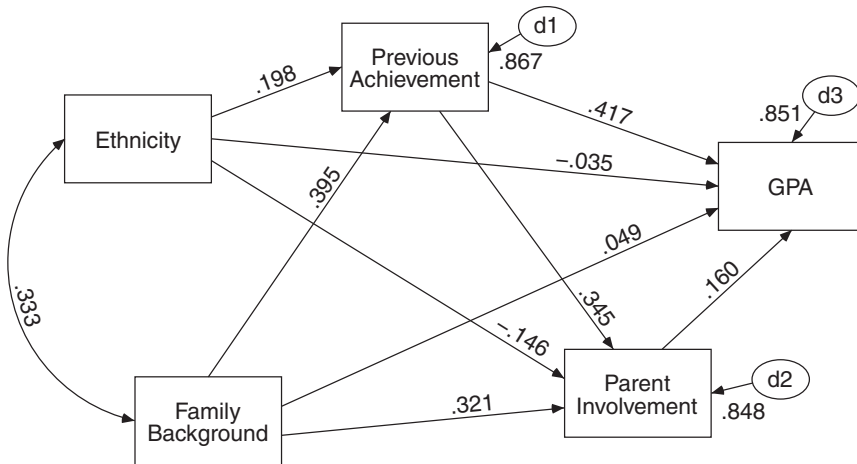 d1
Previous
Achievement
.867
.198
Ethnicity
.417
d3
.851
−.035
GPA
.395
.049
.333
.345
.160
−.146
Parent
Involvement
d2
.848
Family
Background
.321